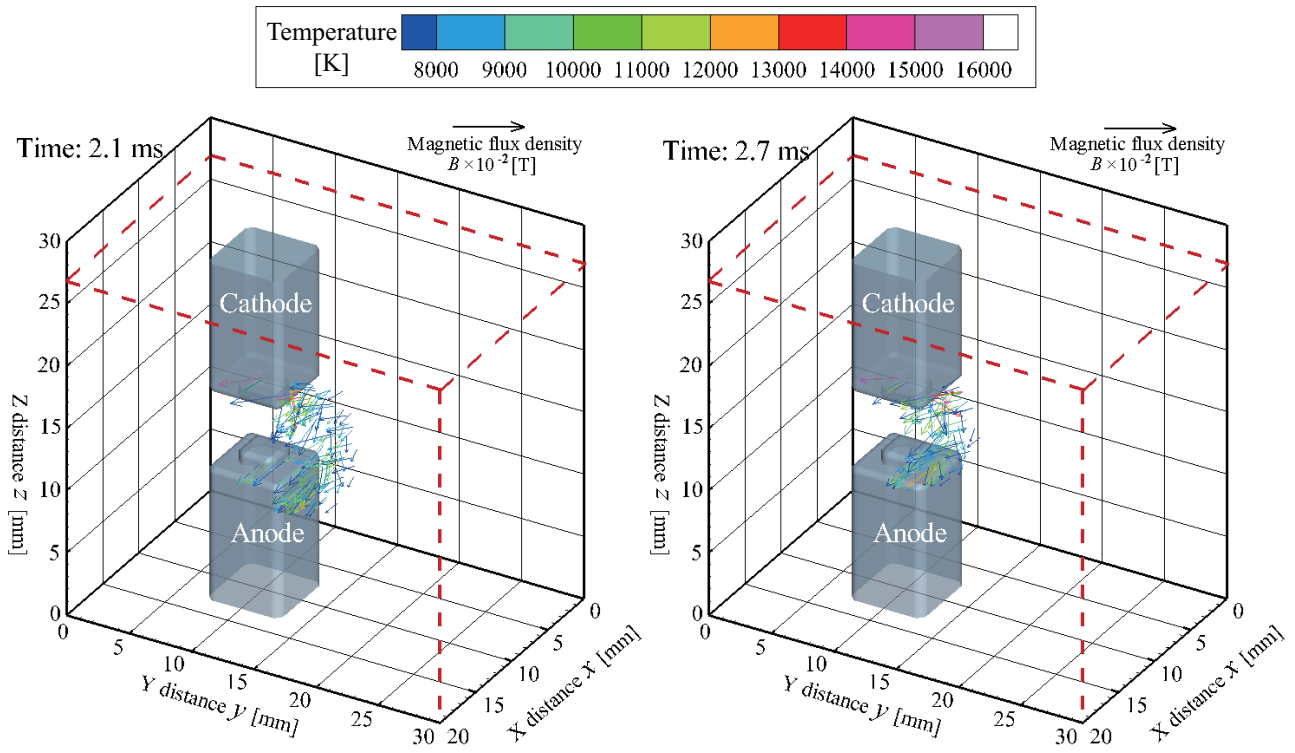 Temperature
[K]
8000 9000 10000 11000 12000 13000 14000 15000 16000
Time: 2.1 ms
Magnetic flux density
B×10⁻² [T]
30
25
20
15
10
5
0
Z distance z [mm]
Cathode
Anode
0
5
10
15
20
25
30
Y distance y [mm]
0
5
10
15
20
X distance x [mm]
Time: 2.7 ms
Magnetic flux density
B×10⁻² [T]
30
25
20
15
10
5
0
Z distance z [mm]
Cathode
Anode
0
5
10
15
20
25
30
Y distance y [mm]
0
5
10
15
20
X distance x [mm]